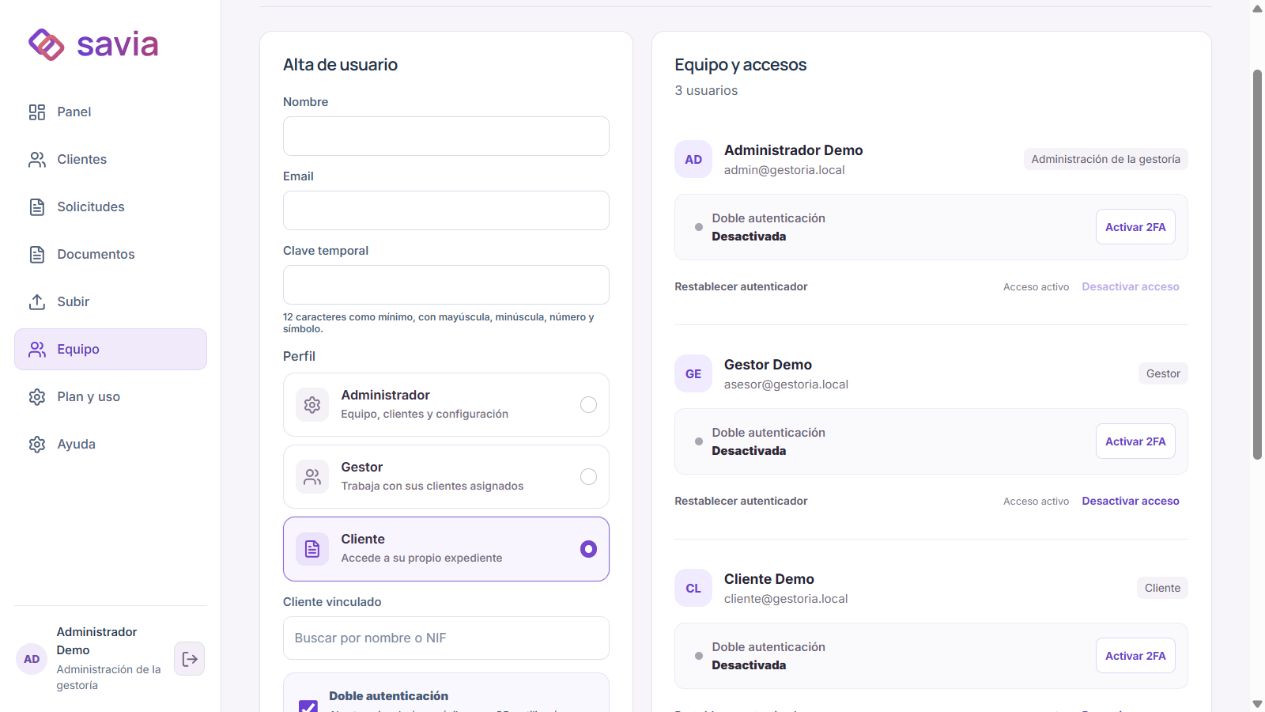 savia
Panel
Clientes
Solicitudes
Documentos
Subir
Equipo
Plan y uso
Ayuda
AD
Administrador
Demo
Administración de la
gestoría
Alta de usuario
Nombre
Email
Clave temporal
12 caracteres como mínimo, con mayúscula, minúscula, número y
símbolo.
Perfil
Administrador
Equipo, clientes y configuración
Gestor
Trabaja con sus clientes asignados
Cliente
Accede a su propio expediente
Cliente vinculado
Buscar por nombre o NIF
Doble autenticación
Equipo y accesos
3 usuarios
AD
Administrador Demo
admin@gestoria.local
Administración de la gestoría
Doble autenticación
Desactivada
Activar 2FA
Restablecer autenticador
Acceso activo
Desactivar acceso
GE
Gestor Demo
asesor@gestoria.local
Gestor
Doble autenticación
Desactivada
Activar 2FA
Restablecer autenticador
Acceso activo
Desactivar acceso
CL
Cliente Demo
cliente@gestoria.local
Cliente
Doble autenticación
Desactivada
Activar 2FA